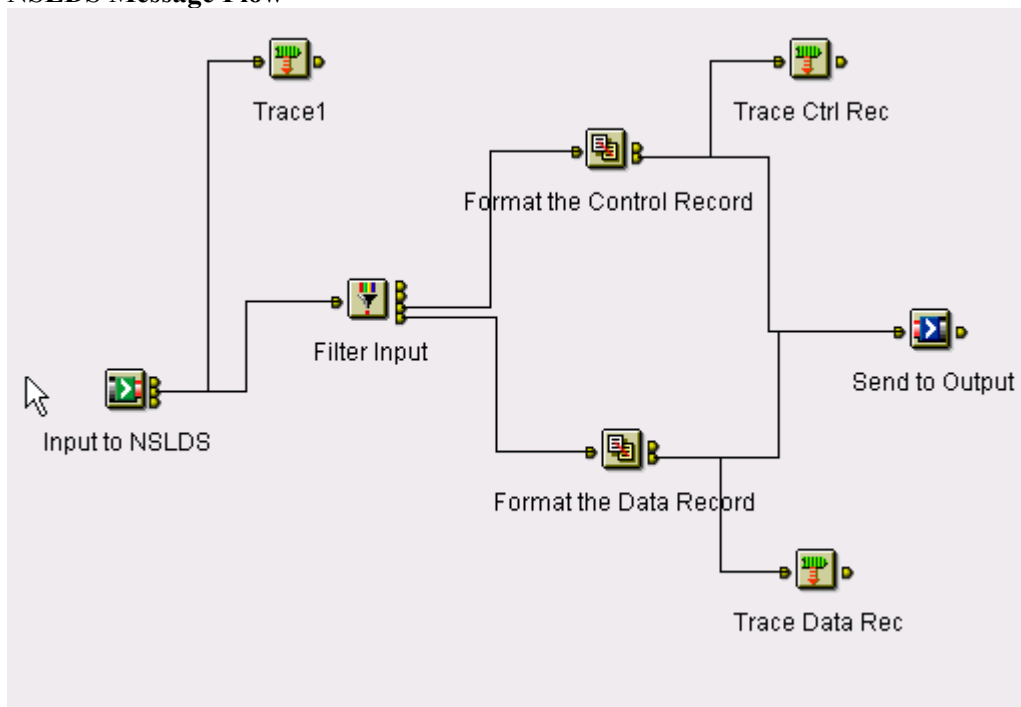 NSLDS Message Flow
Trace1
Trace Ctrl Rec
Format the Control Record
Filter Input
Send to Output
Input to NSLDS
Format the Data Record
Trace Data Rec